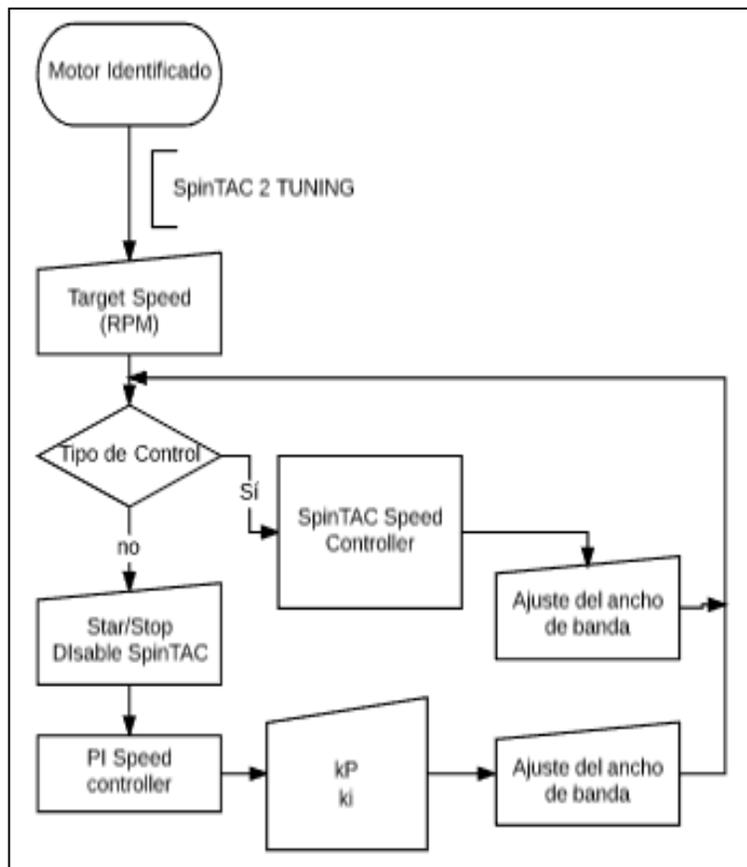 Motor Identificado
SpinTAC 2 TUNING
Target Speed
(RPM)
Tipo de Control
Sí
SpinTAC Speed
Controller
Ajuste del ancho
de banda
no
Star/Stop
DIsable SpinTAC
PI Speed
controller
kP
ki
Ajuste del ancho
de banda